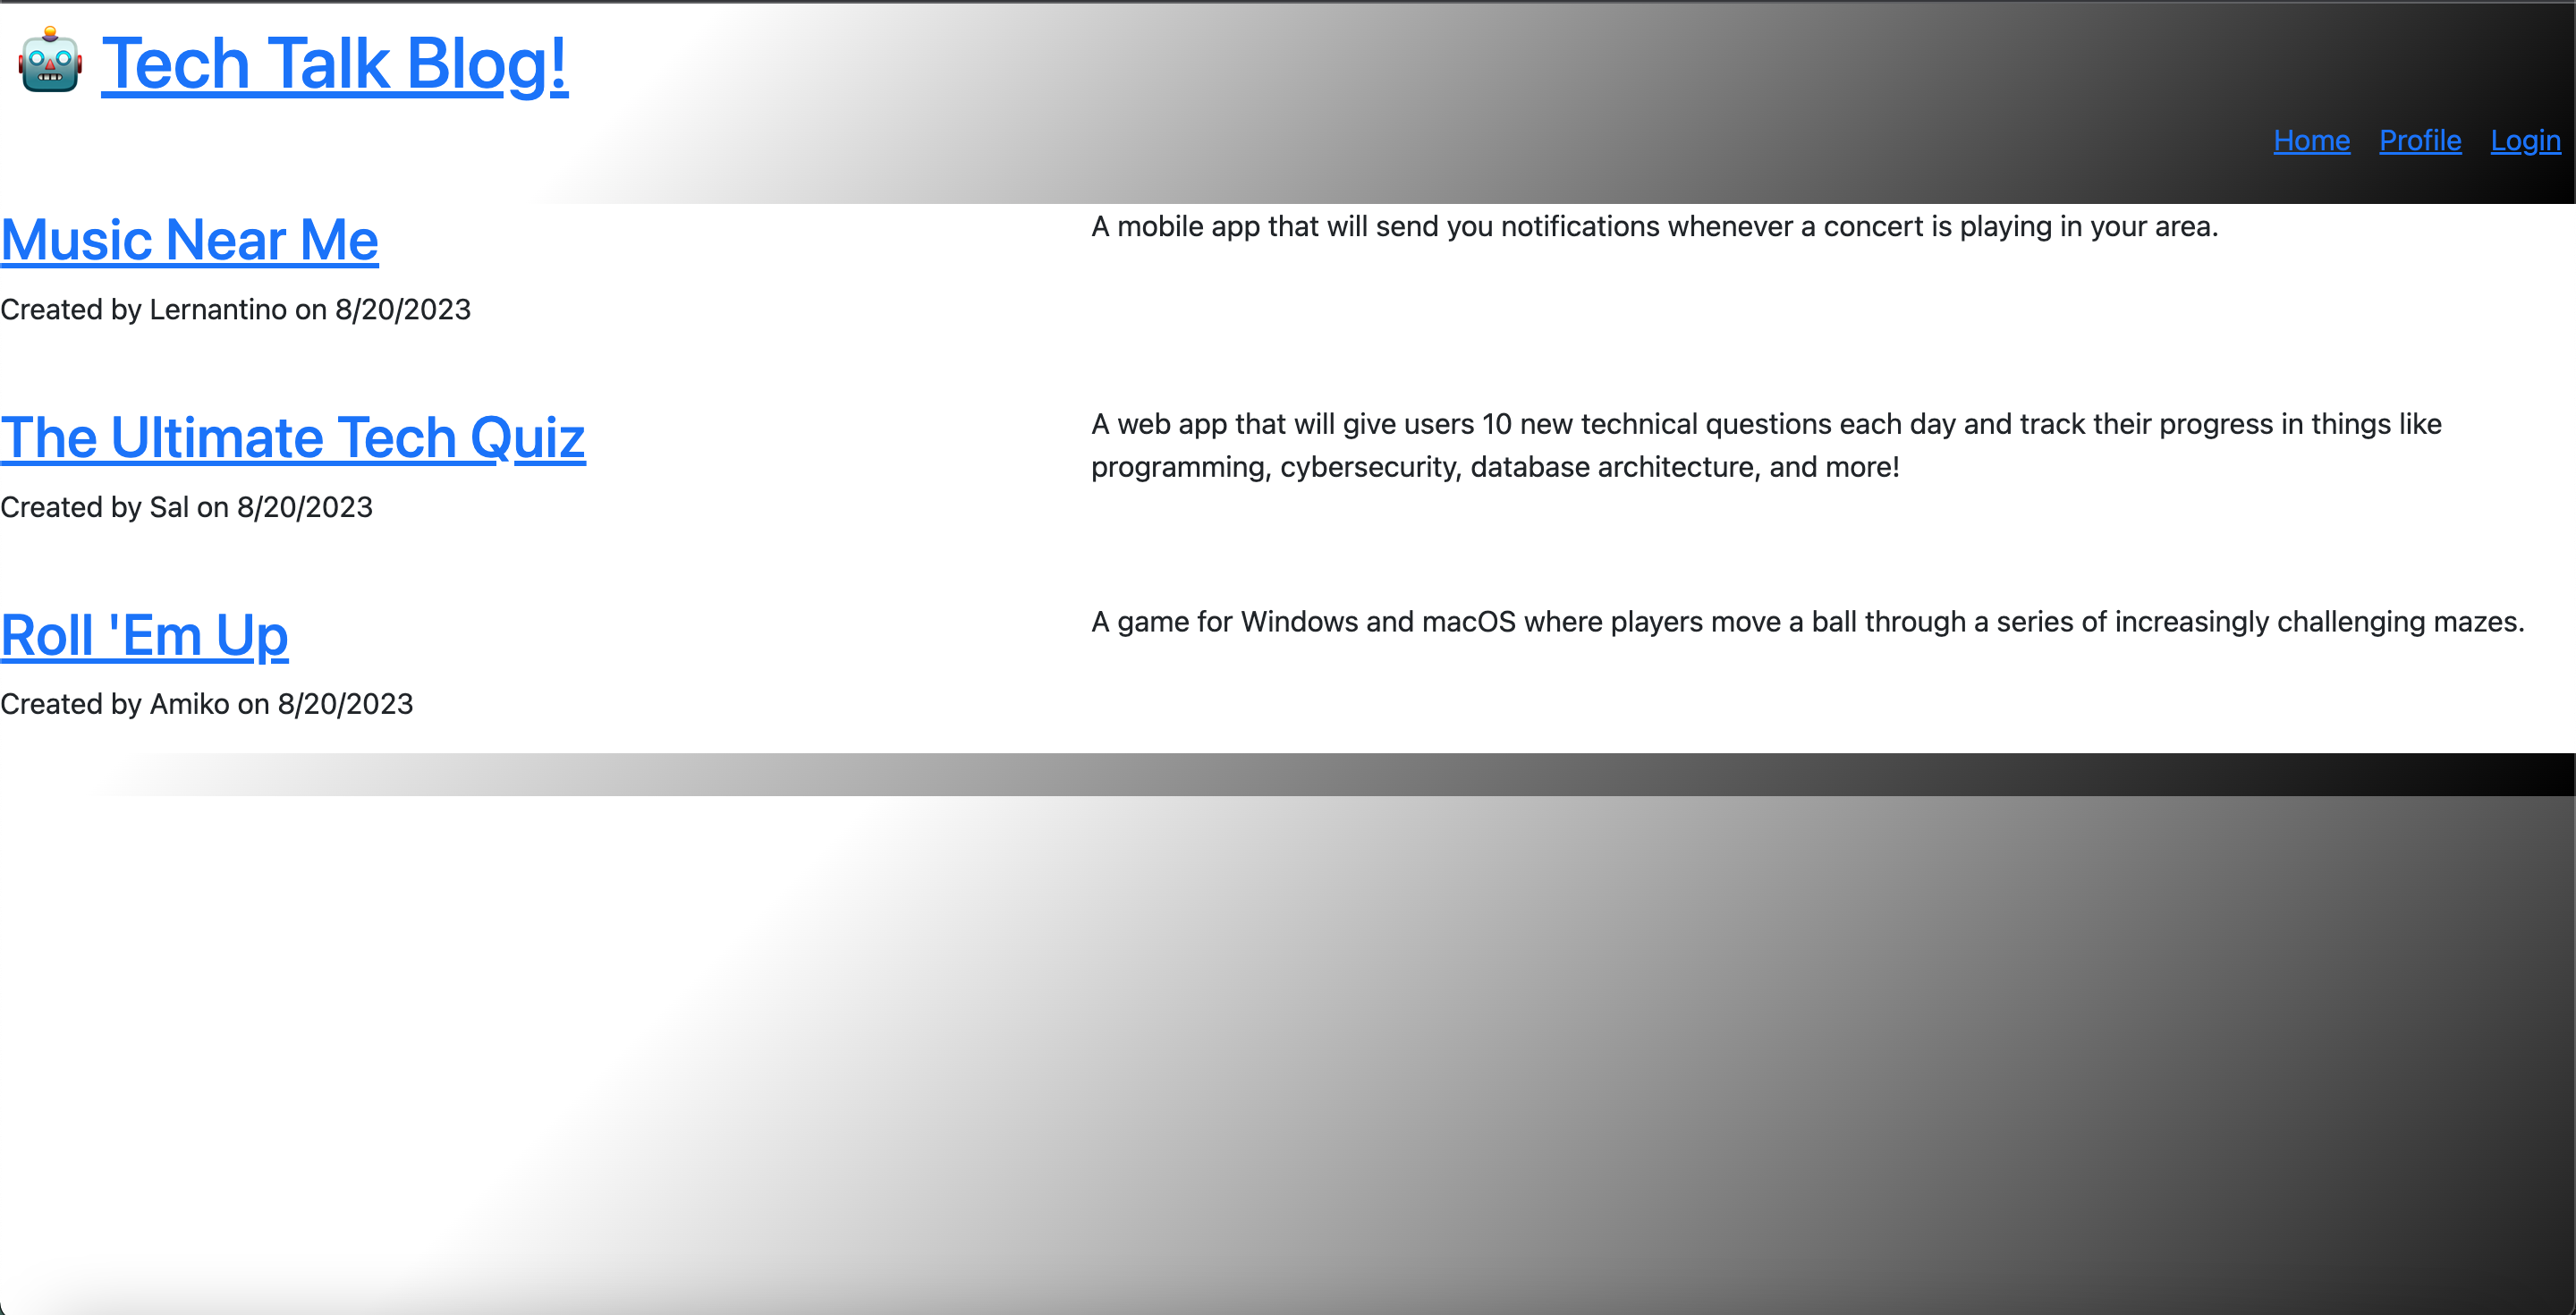 🤖 Tech Talk Blog!
Home Profile Login
Music Near Me
Created by Lernantino on 8/20/2023
A mobile app that will send you notifications whenever a concert is playing in your area.
The Ultimate Tech Quiz
Created by Sal on 8/20/2023
A web app that will give users 10 new technical questions each day and track their progress in things like
programming, cybersecurity, database architecture, and more!
Roll 'Em Up
Created by Amiko on 8/20/2023
A game for Windows and macOS where players move a ball through a series of increasingly challenging mazes.